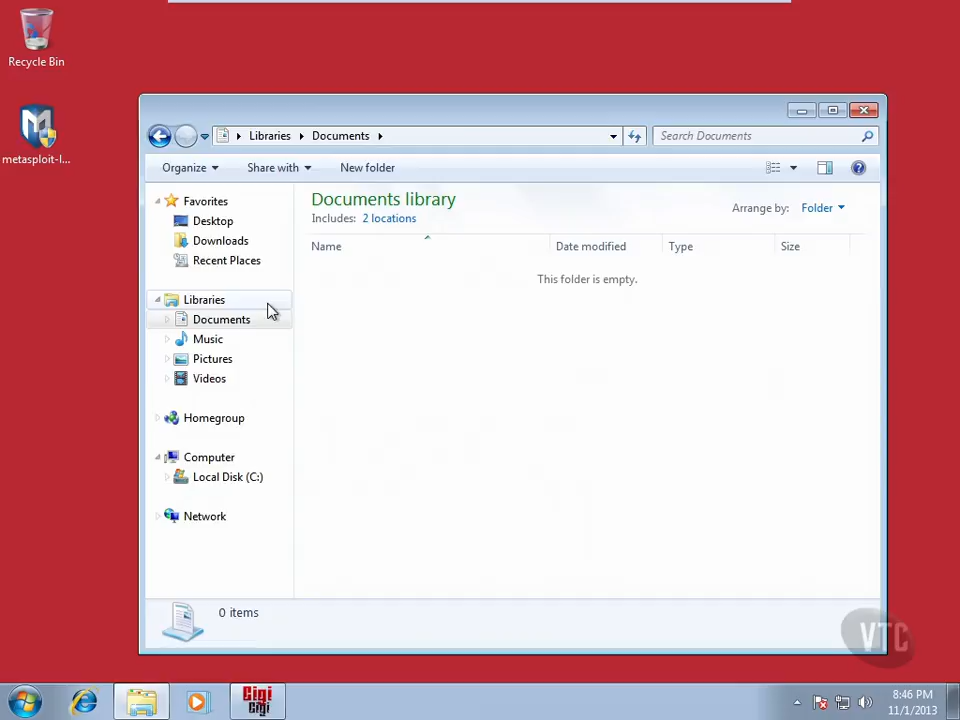 Recycle Bin
metasploit-l...
Libraries
Documents
Search Documents
Organize
Share with
New folder
Favorites
Desktop
Downloads
Recent Places
Libraries
Documents
Music
Pictures
Videos
Homegroup
Computer
Local Disk (C:)
Network
Documents library
Includes: 2 locations
Arrange by: Folder
Name
Date modified
Type
Size
This folder is empty.
0 items
VTC
Gigi
Gigi
8:46 PM
11/1/2013